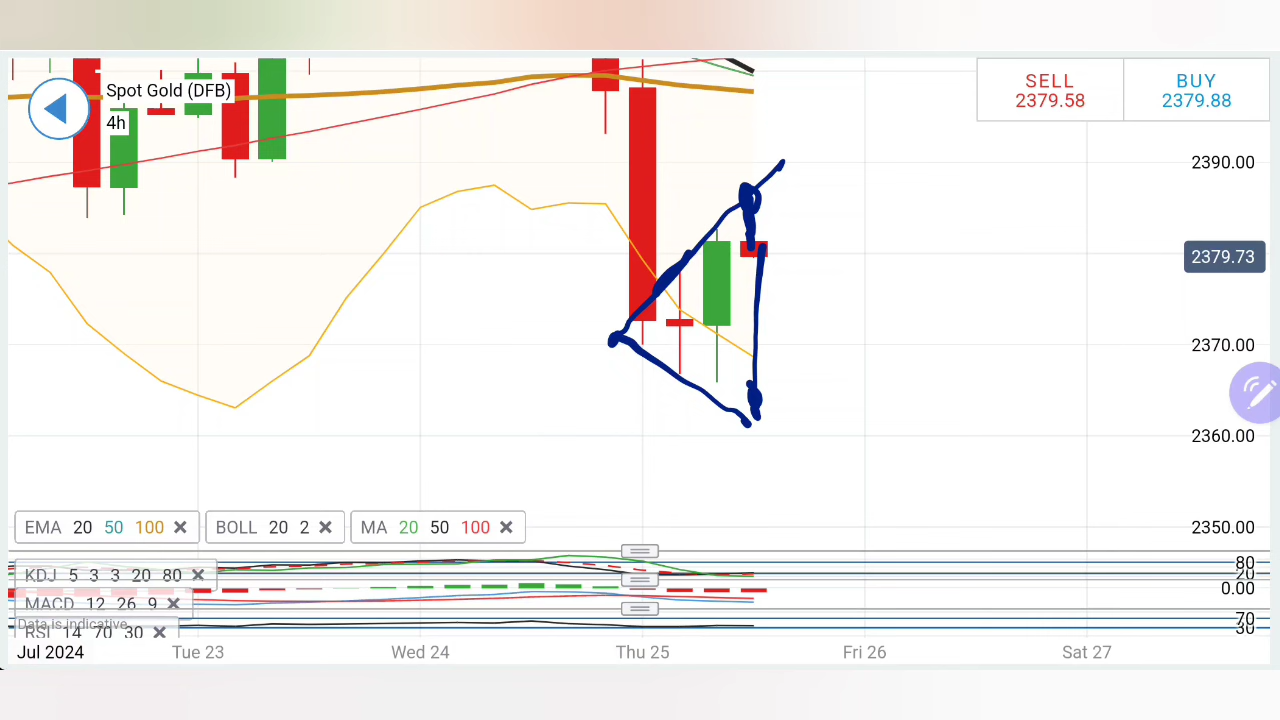 Spot Gold (DFB)
4h
SELL
2379.58
BUY
2379.88
2390.00
2379.73
2370.00
2360.00
2350.00
EMA 20 50 100 ×
BOLL 20 2 ×
MA 20 50 100 ×
KDJ 5 3 3 20 80 ×
80
20
0.00
MACD 12 26 9 ×
Data is indicative
RSI 14 70 30 ×
70
30
Jul 2024 Tue 23 Wed 24 Thu 25 Fri 26 Sat 27